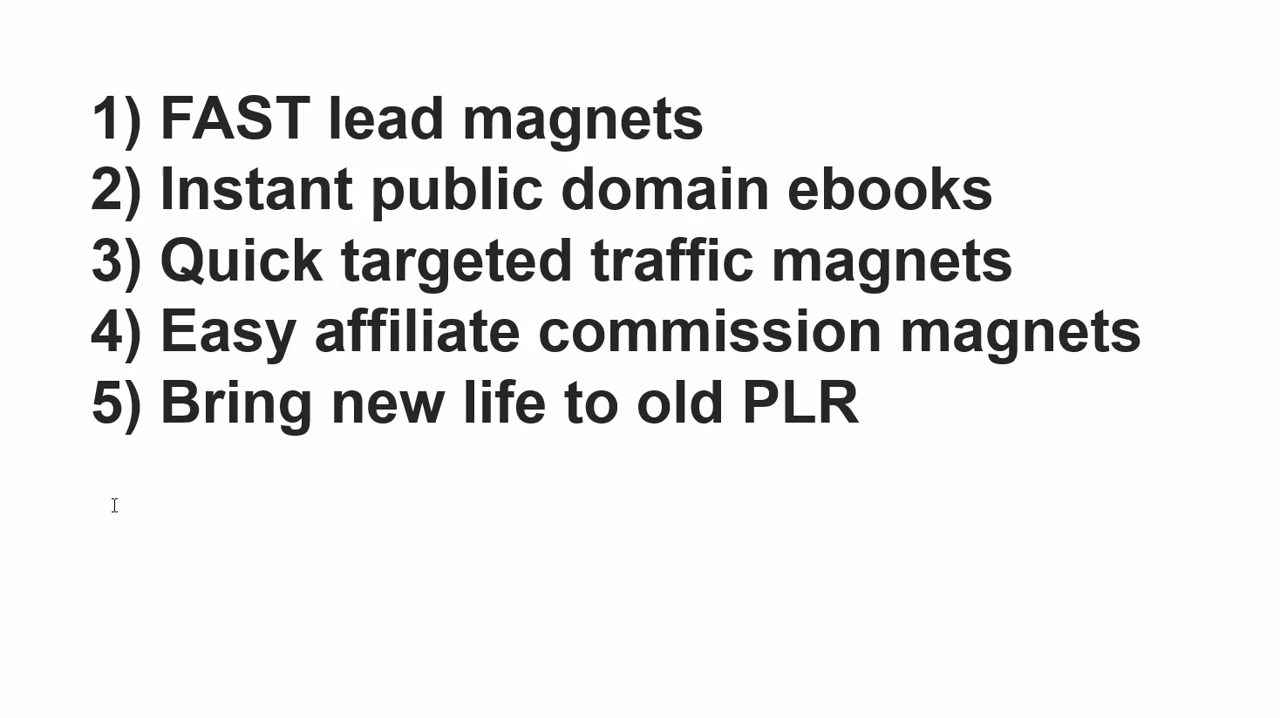 1) FAST lead magnets
2) Instant public domain ebooks
3) Quick targeted traffic magnets
4) Easy affiliate commission magnets
5) Bring new life to old PLR